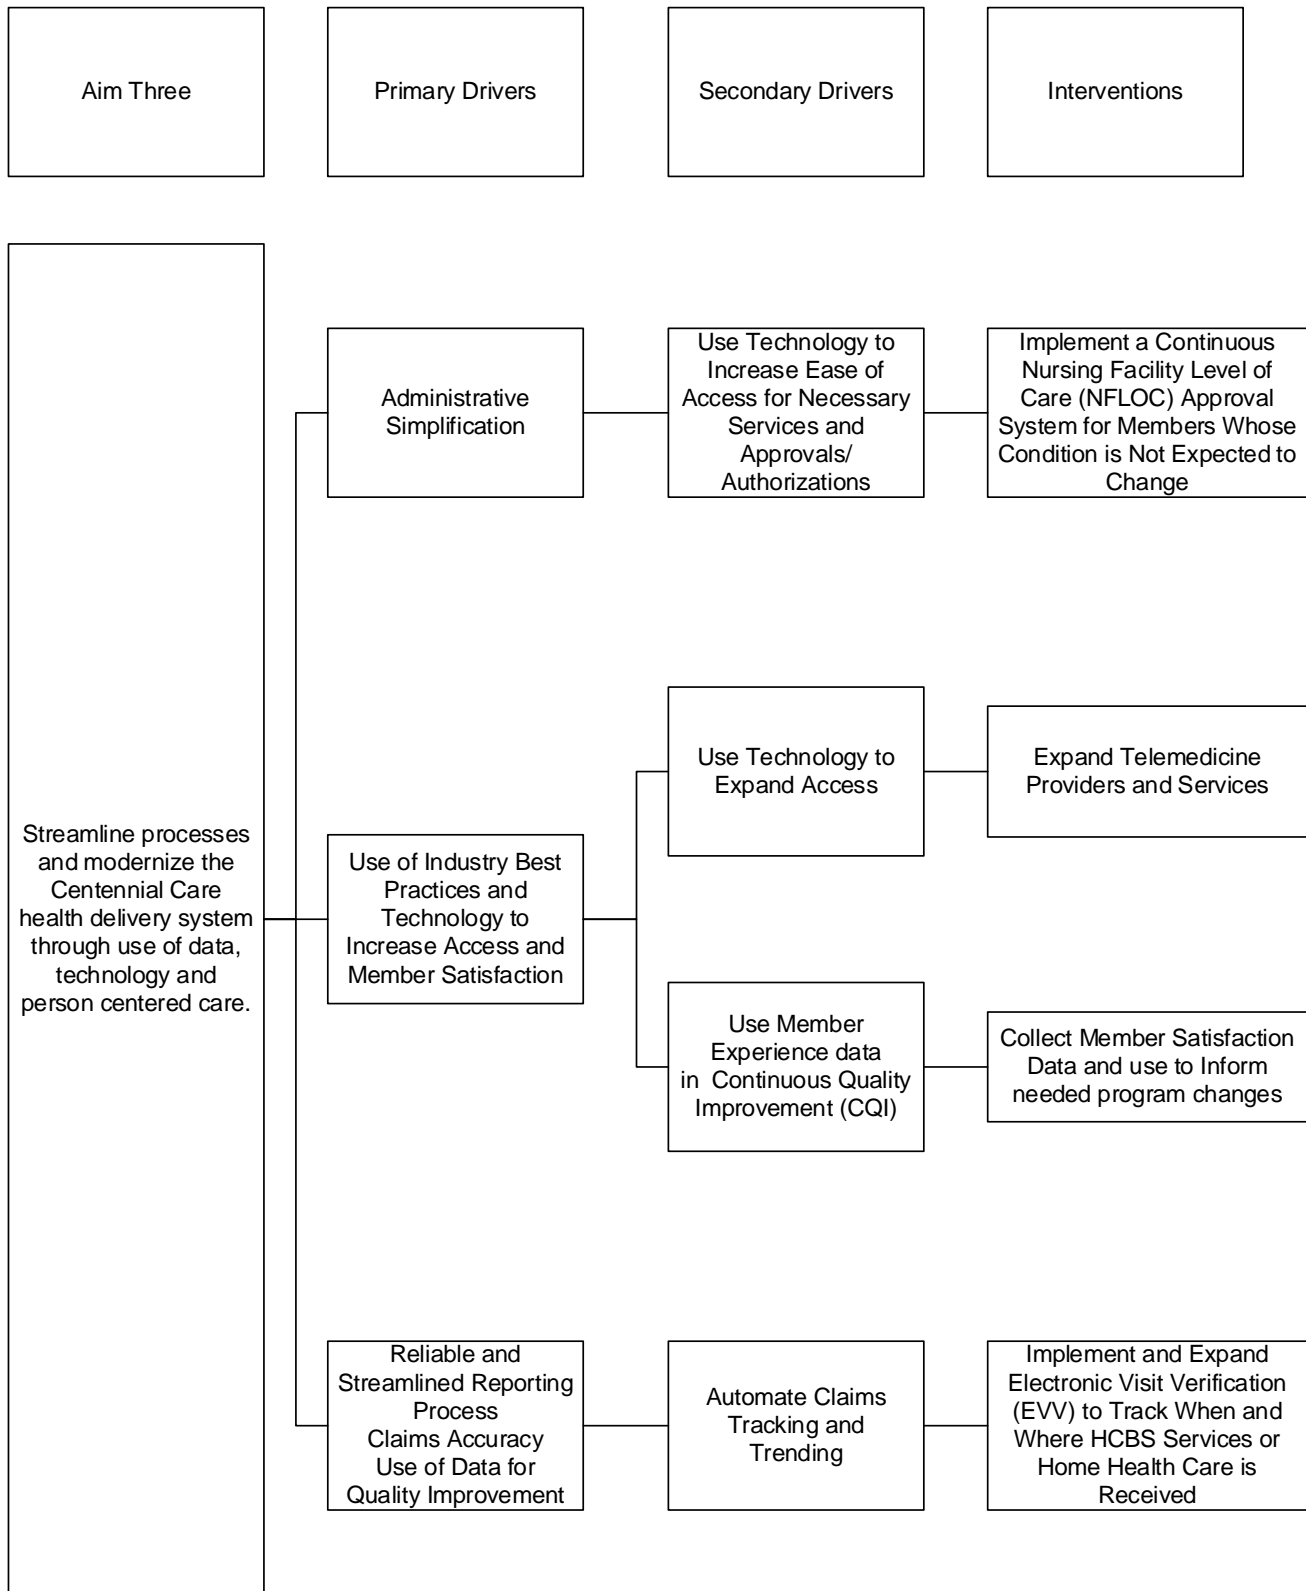 Aim Three
Primary Drivers
Secondary Drivers
Interventions
Streamline processes
and modernize the
Centennial Care
health delivery system
through use of data,
technology and
person centered care.
Administrative
Simplification
Use Technology to
Increase Ease of
Access for Necessary
Services and
Approvals/
Authorizations
Implement a Continuous
Nursing Facility Level of
Care (NFLOC) Approval
System for Members Whose
Condition is Not Expected to
Change
Use of Industry Best
Practices and
Technology to
Increase Access and
Member Satisfaction
Use Technology to
Expand Access
Expand Telemedicine
Providers and Services
Use Member
Experience data
in  Continuous Quality
Improvement (CQI)
Collect Member Satisfaction
Data and use to Inform
needed program changes
Reliable and
Streamlined Reporting
Process
Claims Accuracy
Use of Data for
Quality Improvement
Automate Claims
Tracking and
Trending
Implement and Expand
Electronic Visit Verification
(EVV) to Track When and
Where HCBS Services or
Home Health Care is
Received